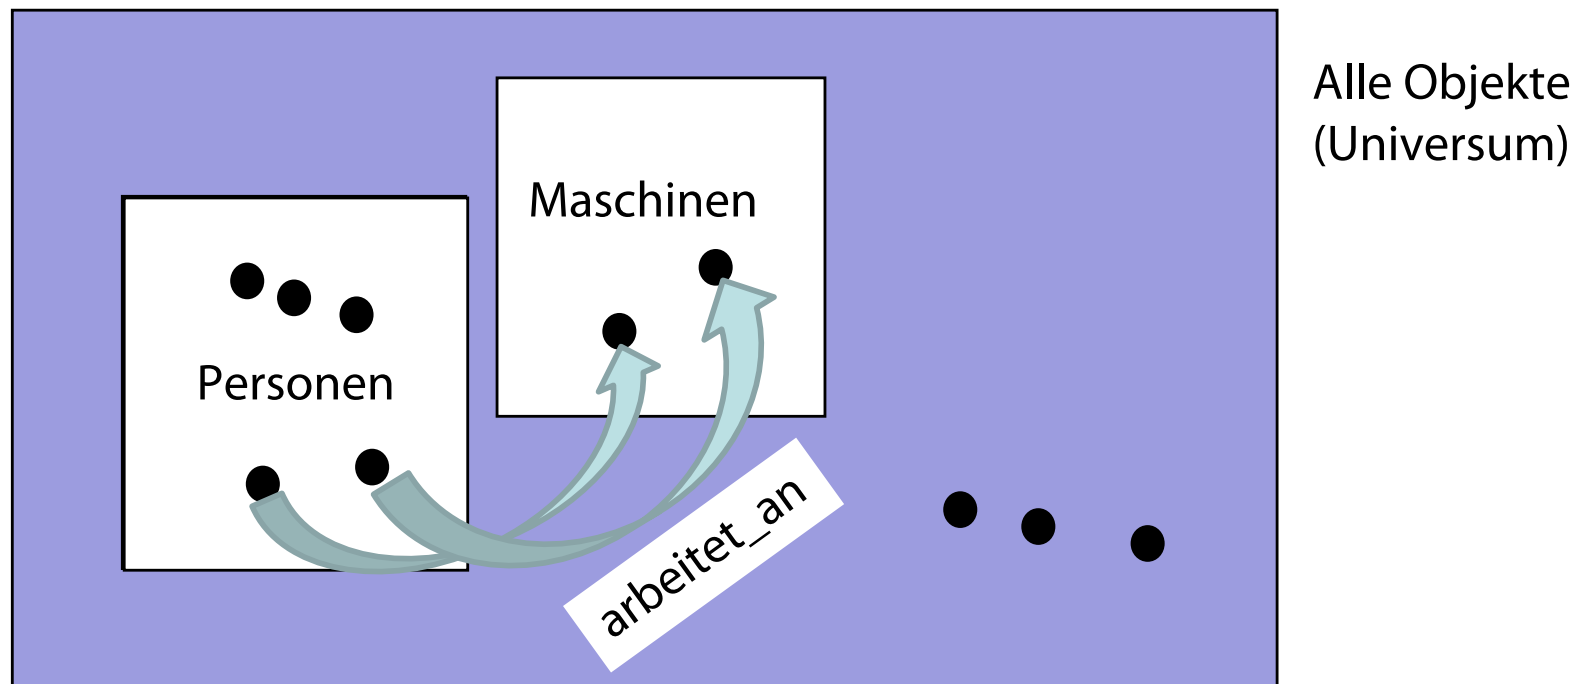 Alle Objekte
(Universum)
Maschinen
Personen
arbeitet_an